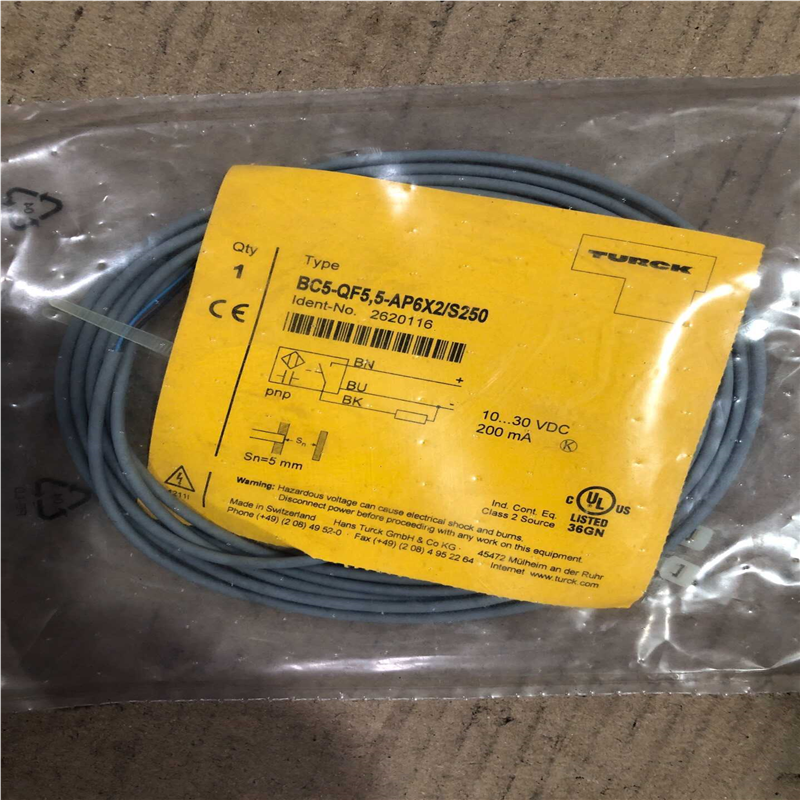 Qty
1
CE
Type
BC5-QF5,5-AP6X2/S250
Ident-No. 2620116
TURCK
BN
+
BU
-
BK
pnp
10...30 VDC
200 mA
K
Sn
Sn=5 mm
Warning: Hazardous voltage can cause electrical shock and burns.
Disconnect power before proceeding with any work on this equipment.
Ind. Cont. Eq.
Class 2 Source
C UL US
LISTED
36GN
Made in Switzerland Hans Turck GmbH & Co KG · 45472 Mülheim an der Ruhr
Phone (+49) (2 08) 49 52-0 · Fax (+49) (2 08) 4 95 22 64 · Internet www.turck.com